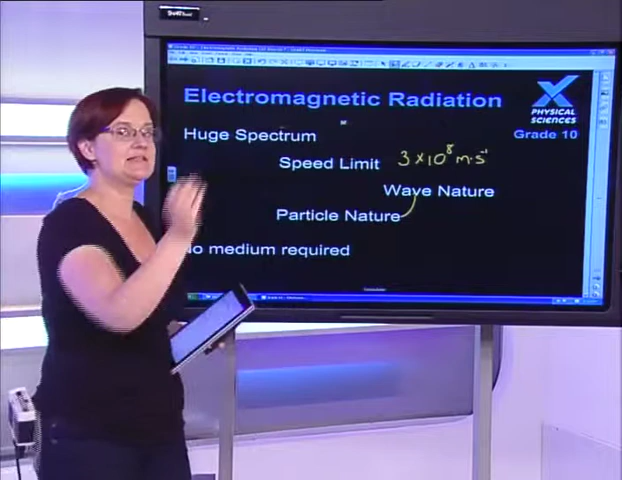 Electromagnetic Radiation
PHYSICAL
SCIENCES
Grade 10
Huge Spectrum
Speed Limit 3×10⁸ m·s⁻¹
Wave Nature
Particle Nature
No medium required